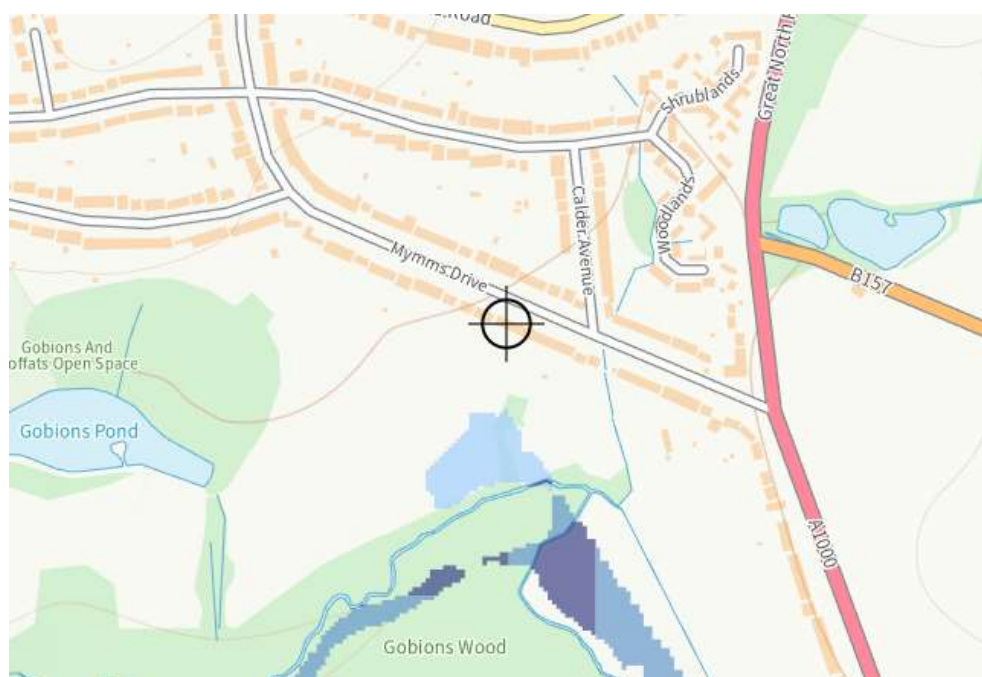 Road
Great North
Shrublands
Calder Avenue
Woodlands
Mymms Drive
B157
Gobions And
offats Open Space
Gobions Pond
A1000
Gobions Wood